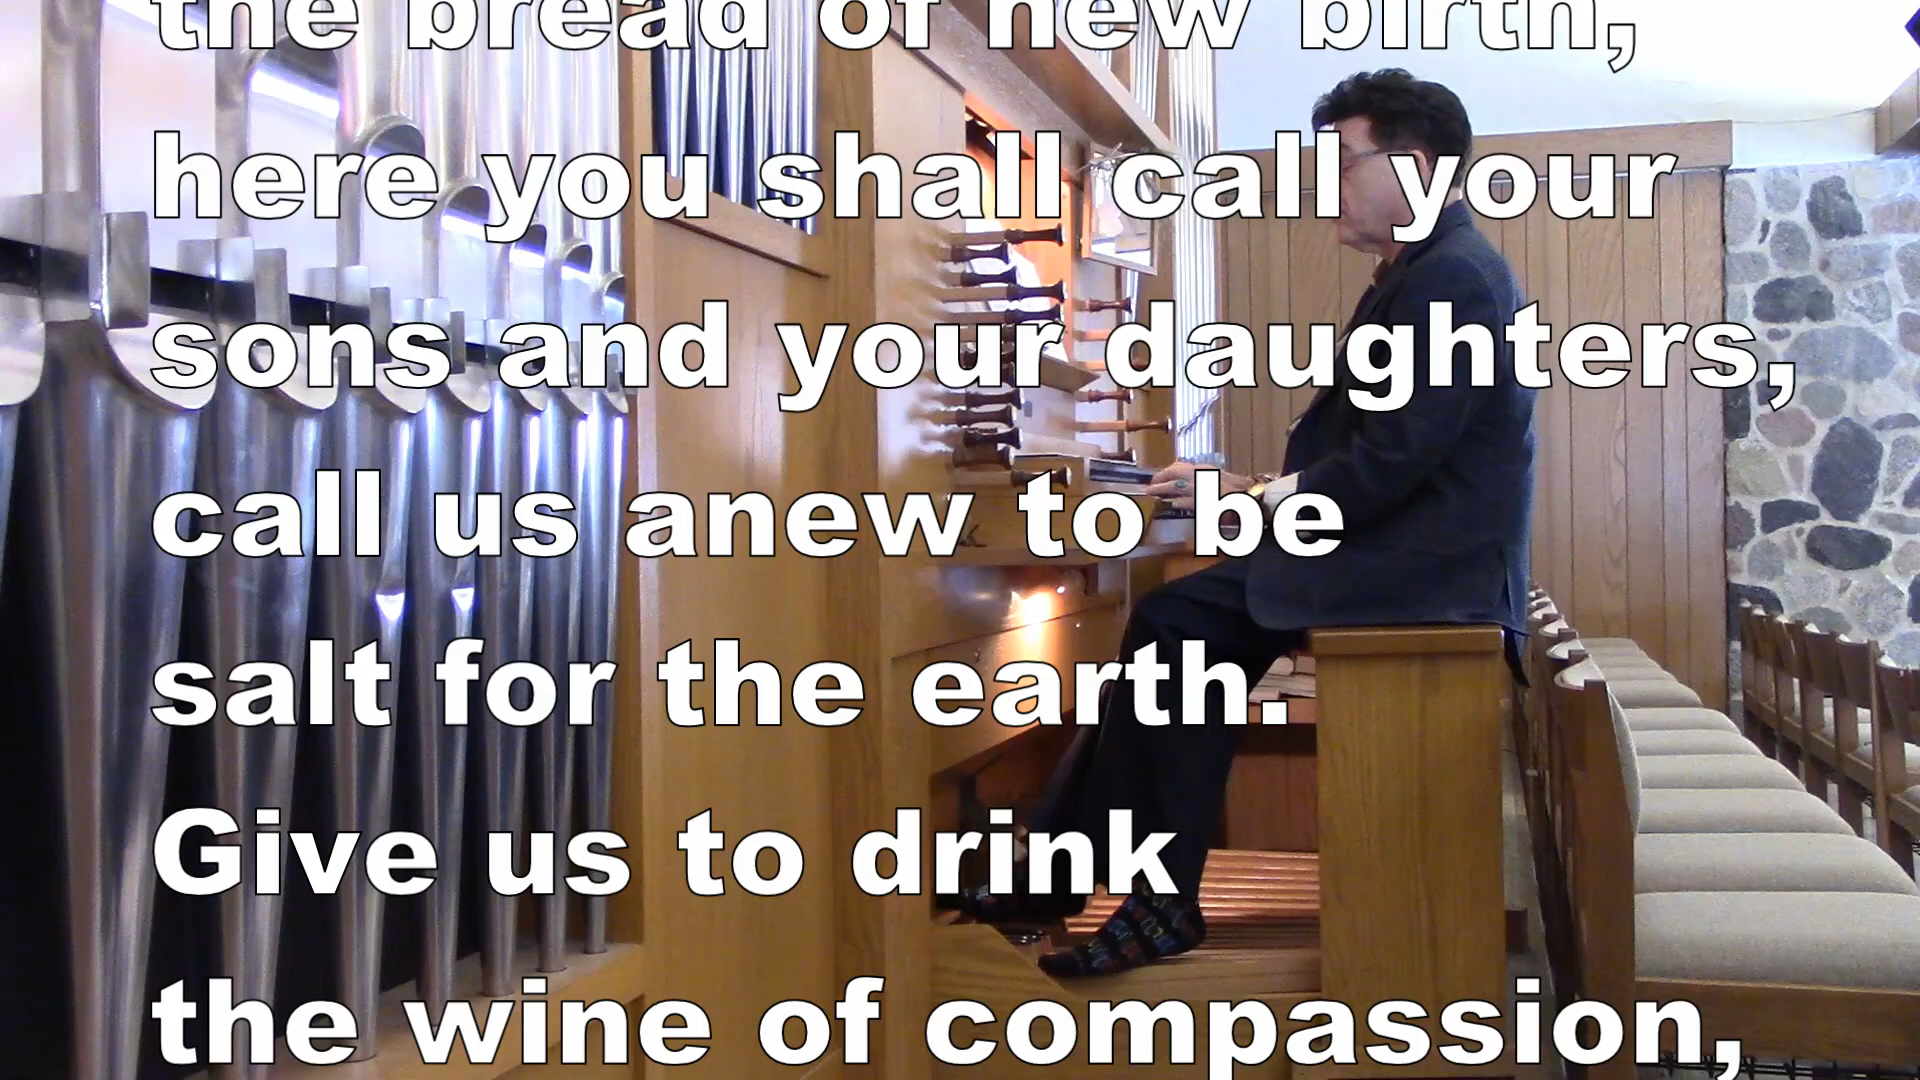 the bread of new birth,
here you shall call your
sons and your daughters,
call us anew to be
salt for the earth.
Give us to drink
the wine of compassion,